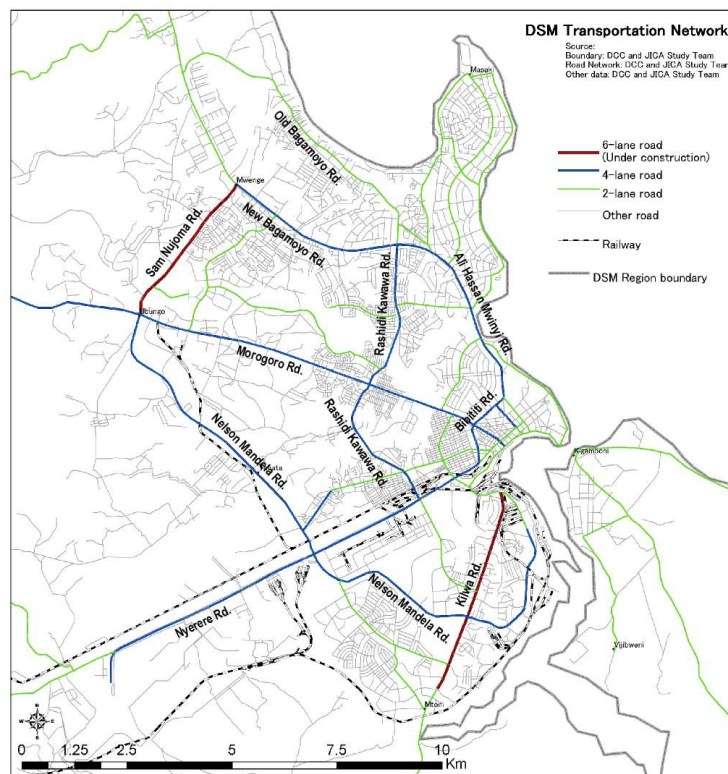 DSM Transportation Network
Source:
Boundary: DCC and JICA Study Team
Road Network: DCC and JICA Study Team
Other data: DCC and JICA Study Team
6-lane road
(Under construction)
4-lane road
2-lane road
Other road
Railway
DSM Region boundary
Masaki
Old Bagamoyo Rd.
Mwenge
Sam Nujoma Rd.
New Bagamoyo Rd.
Ali Hassan Mwinyi Rd.
Rashidi Kawawa Rd.
Ubungo
Morogoro Rd.
Bibititi Rd.
Rashidi Kawawa Rd.
Nelson Mandela Rd.
Kigamboni
Kilwa Rd.
Nelson Mandela Rd.
Nyerere Rd.
Vijibweni
Mtoni
N
W
E
S
0 1.25 2.5 5 7.5 10
Km